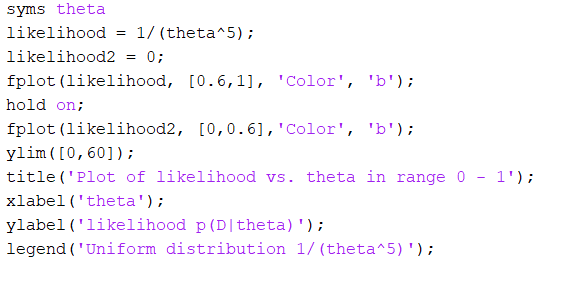 syms theta
likelihood = 1/(theta^5);
likelihood2 = 0;
fplot(likelihood, [0.6,1], 'Color', 'b');
hold on;
fplot(likelihood2, [0,0.6],'Color', 'b');
ylim([0,60]);
title('Plot of likelihood vs. theta in range 0 - 1');
xlabel('theta');
ylabel('likelihood p(D|theta)');
legend('Uniform distribution 1/(theta^5)');